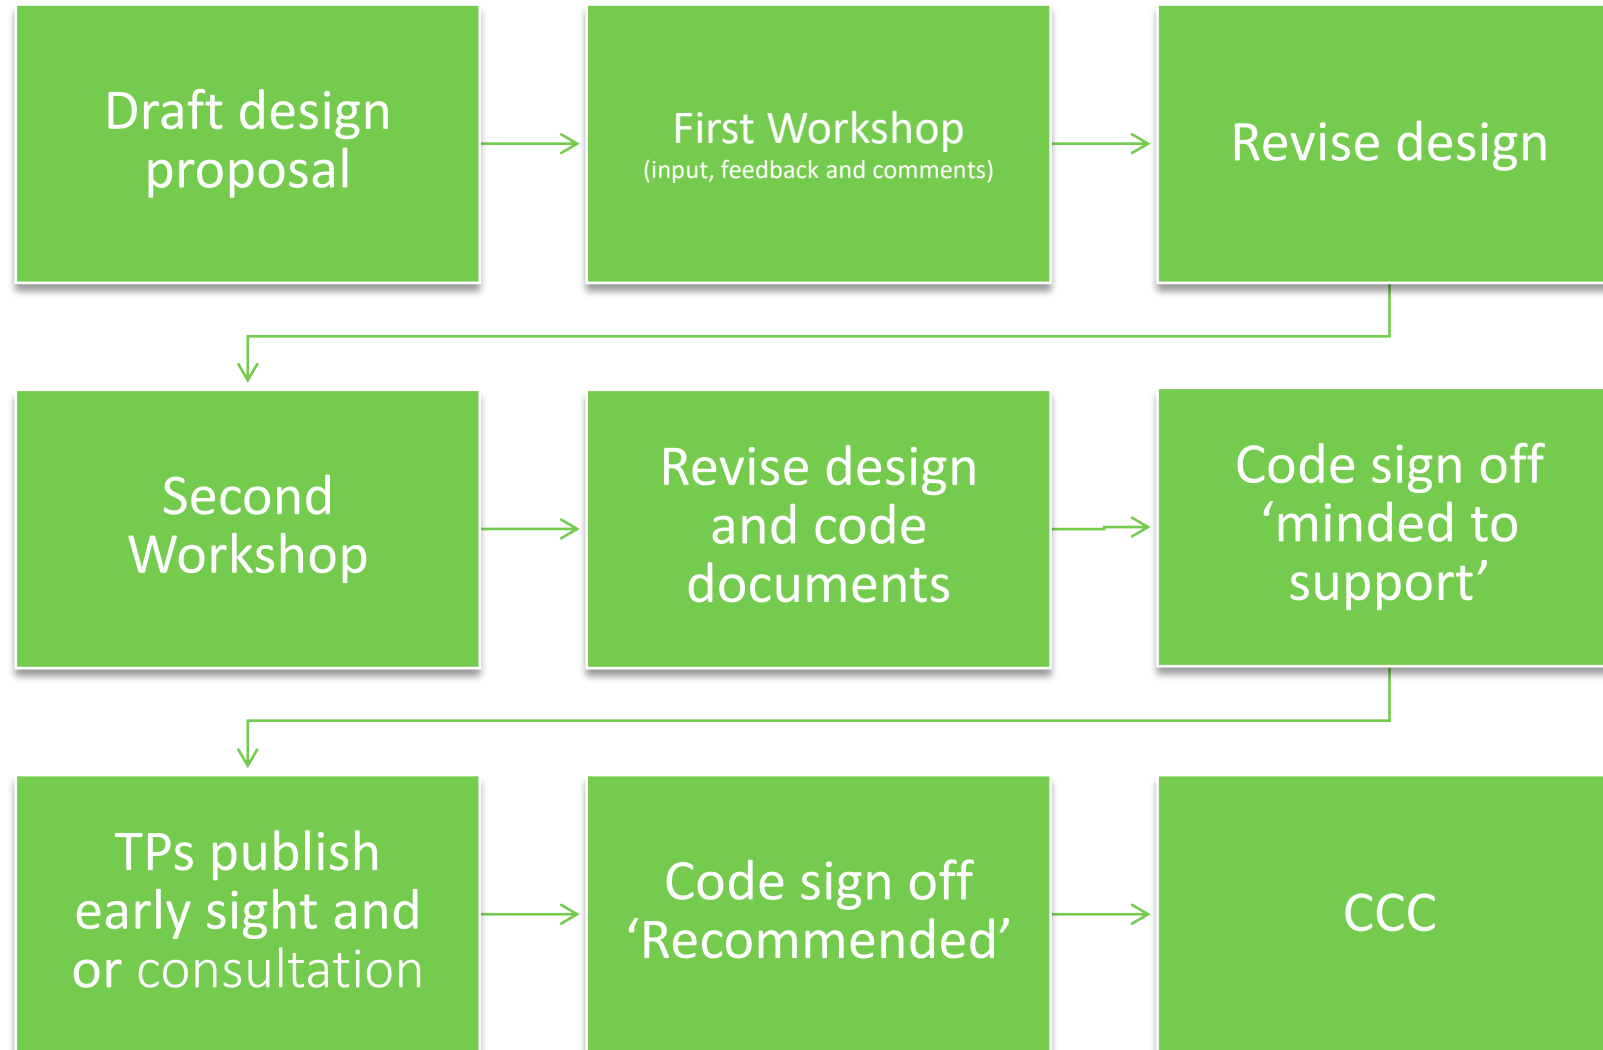 Draft design
proposal
First Workshop
(input, feedback and comments)
Revise design
Second
Workshop
Revise design
and code
documents
Code sign off
‘minded to
support’
TPs publish
early sight and
or consultation
Code sign off
‘Recommended’
CCC